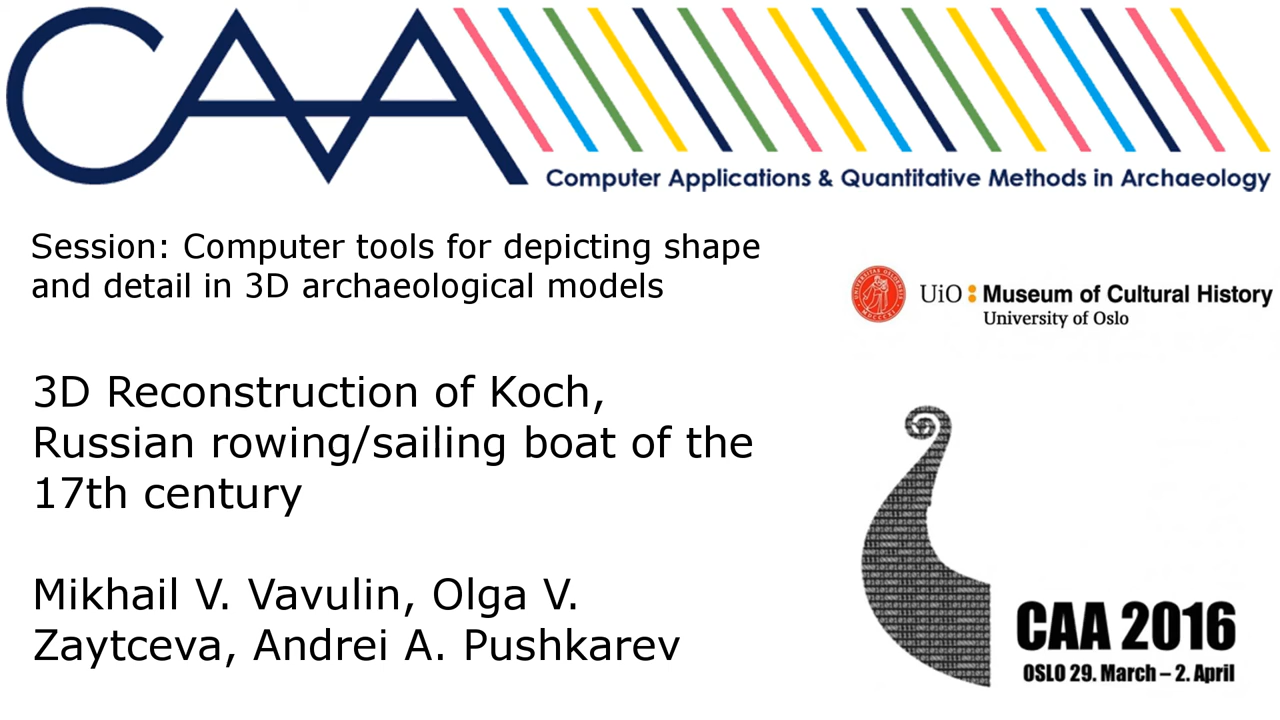 CAA
Computer Applications & Quantitative Methods in Archaeology
Session: Computer tools for depicting shape
and detail in 3D archaeological models
UiO: Museum of Cultural History
University of Oslo
3D Reconstruction of Koch,
Russian rowing/sailing boat of the
17th century
Mikhail V. Vavulin, Olga V.
Zaytceva, Andrei A. Pushkarev
CAA 2016
OSLO 29. March – 2. April